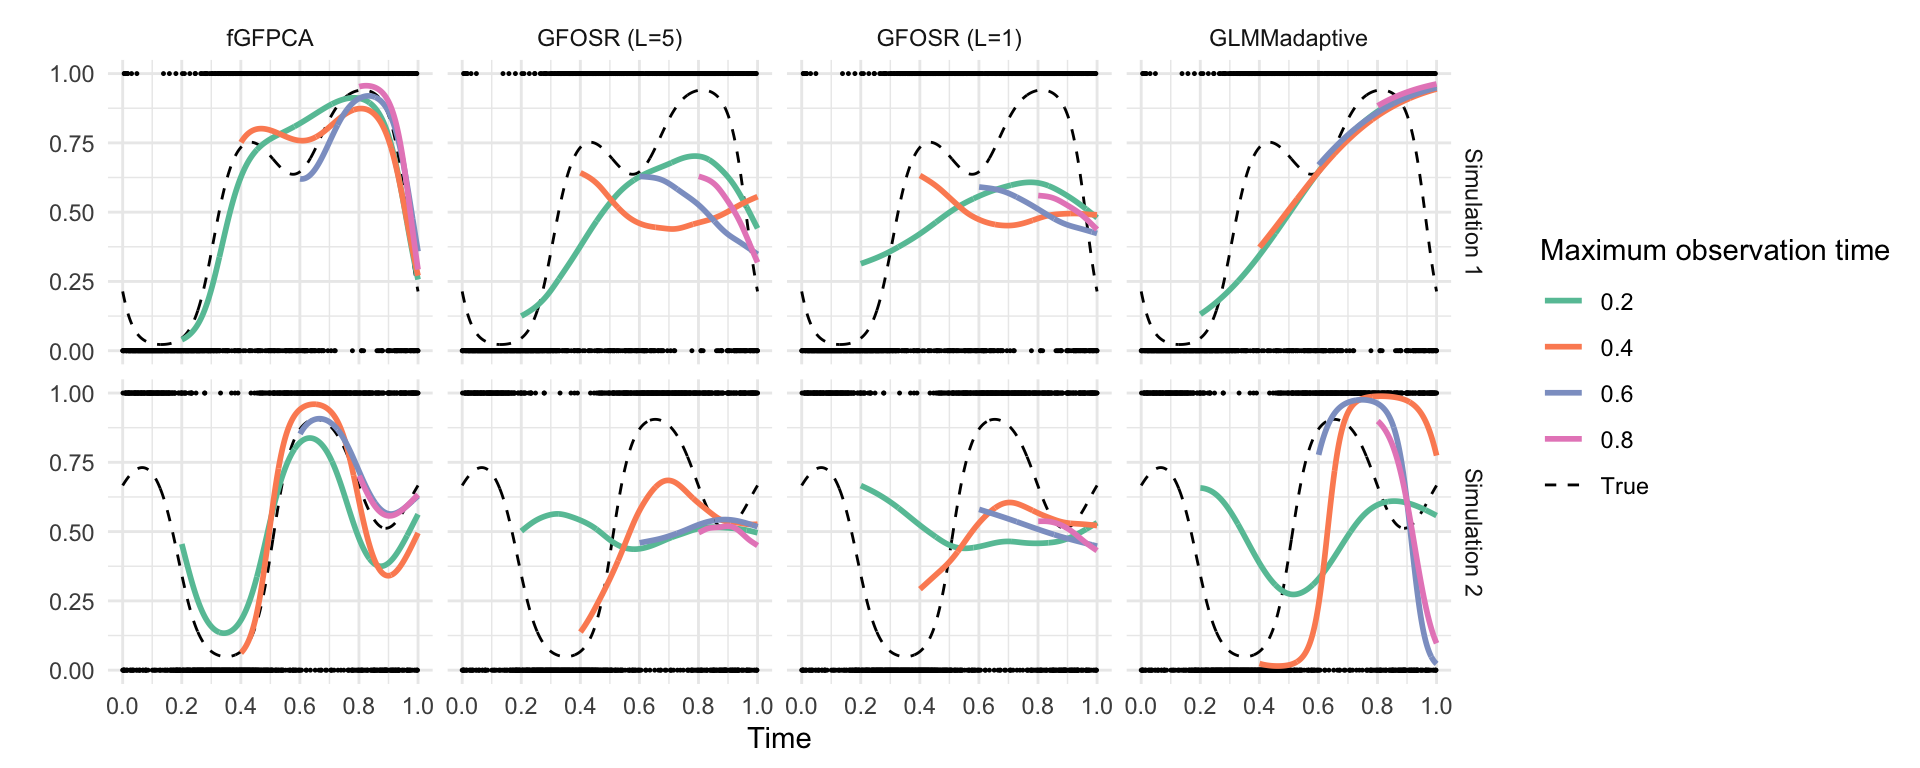 fGFPCA GFOSR (L=5) GFOSR (L=1) GLMMadaptive
1.00
0.75
0.50
0.25
0.00
Simulation 1
1.00
0.75
0.50
0.25
0.00
Simulation 2
0.0 0.2 0.4 0.6 0.8 1.0 0.0 0.2 0.4 0.6 0.8 1.0 0.0 0.2 0.4 0.6 0.8 1.0 0.0 0.2 0.4 0.6 0.8 1.0
Time
Maximum observation time
0.2
0.4
0.6
0.8
True